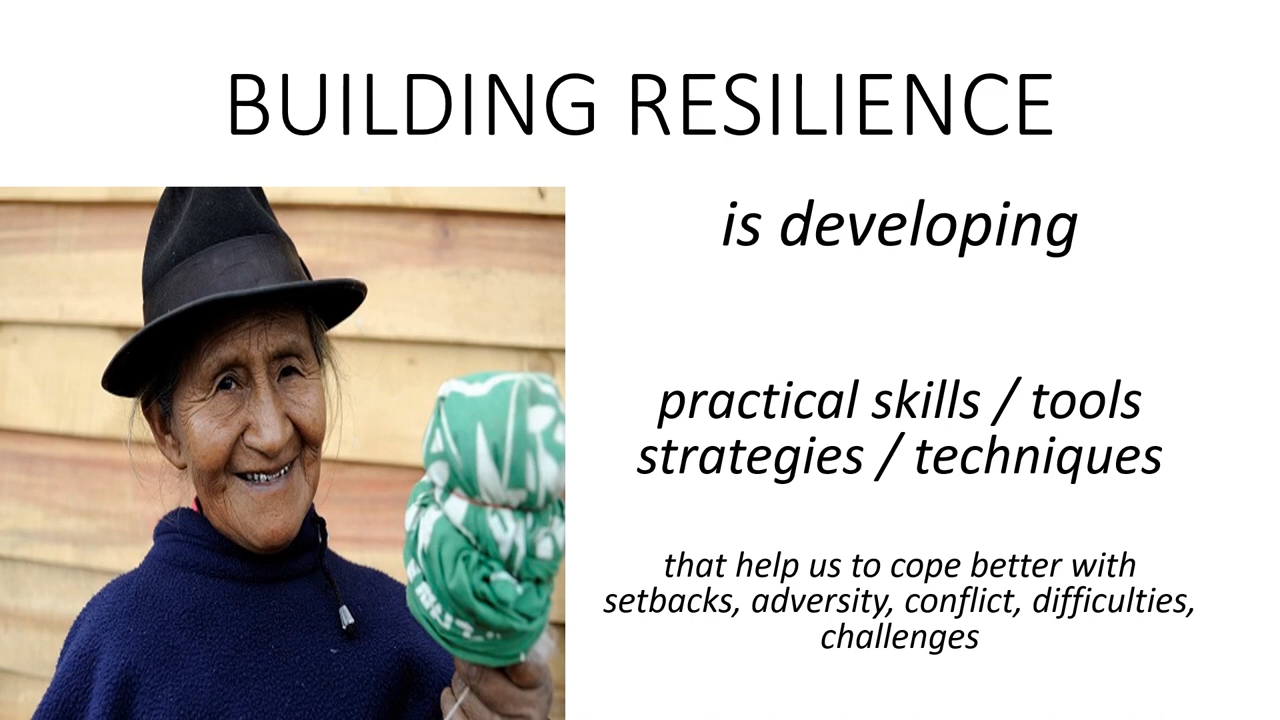 BUILDING RESILIENCE
is developing
practical skills / tools
strategies / techniques
that help us to cope better with
setbacks, adversity, conflict, difficulties,
challenges